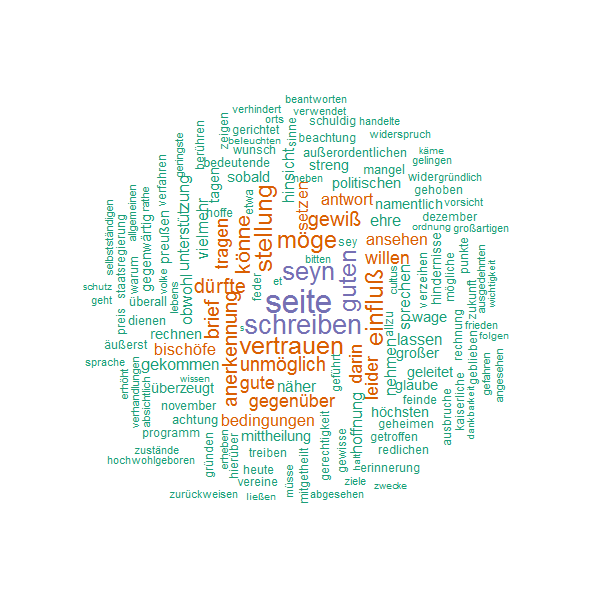 beantworten
verhindert
verwendet
orts
schuldig
handelte
zeigen
gerichtet
sinne
widerspruch
beleuchten
beachtung
käme
berühren
wunsch
außerordentlichen
gelingen
geringste
bedeutende
hinsicht
streng
mangel
widergründlich
verfahren
tagen
sobald
neben
politischen
gehoben
selbstständigen
allgemeinen
rathe
unterstützung
etwa
setzen
antwort
namentlich
vorsicht
vielmehr
hoffe
stellung
gewiß
ehre
dezember
staatsregierung
gegenwärtig
preußen
tragen
könne
möge
sey
ansehen
ordnung
großartigen
warum
volke
obwohl
bitten
willen
hindernisse
punkte
überall
lebens
dürfte
feder
et
seyn
guten
cultus
sprechen
verzeihen
mögliche
zukunft
ausgedehnten
wichtigkeit
schutz
geht
preis
brief
anerkennung
seite
einfluß
allzu
dienen
rechnen
s
schreiben
wage
rechnung
frieden
äußerst
bischöfe
vertrauen
lassen
folgen
sprache
gekommen
unmöglich
darin
leider
nehmen
großer
geblieben
gefahren
angesehen
erhöht
verhandlungen
absichtlich
wissen
überzeugt
gute
näher
geführt
geleitet
glaube
kaiserliche
dankbarkeit
november
gegenüber
hoffnung
feinde
ausbruche
achtung
bedingungen
höchsten
programm
mittheilung
geheimen
zustände
gründen
erheben
hierüber
treiben
gerechtigkeit
gewisse
getroffen
redlichen
hochwohlgeboren
heute
mitgetheilt
halt
erinnerung
vereine
müsse
ziele
zwecke
zurückweisen
ließen
abgesehen